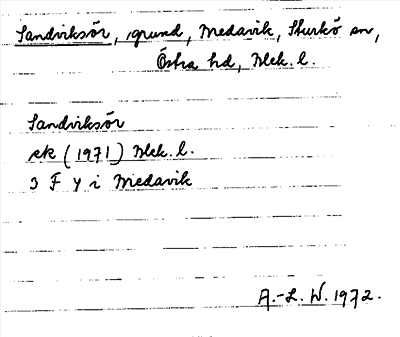 Sandviksör, grund, Medavik, Sturkö sn,
Östra hd, Blek. l.
Sandviksör
ek (1971) Blek. l.
3 F y i Medavik
A.-L. W. 1972.